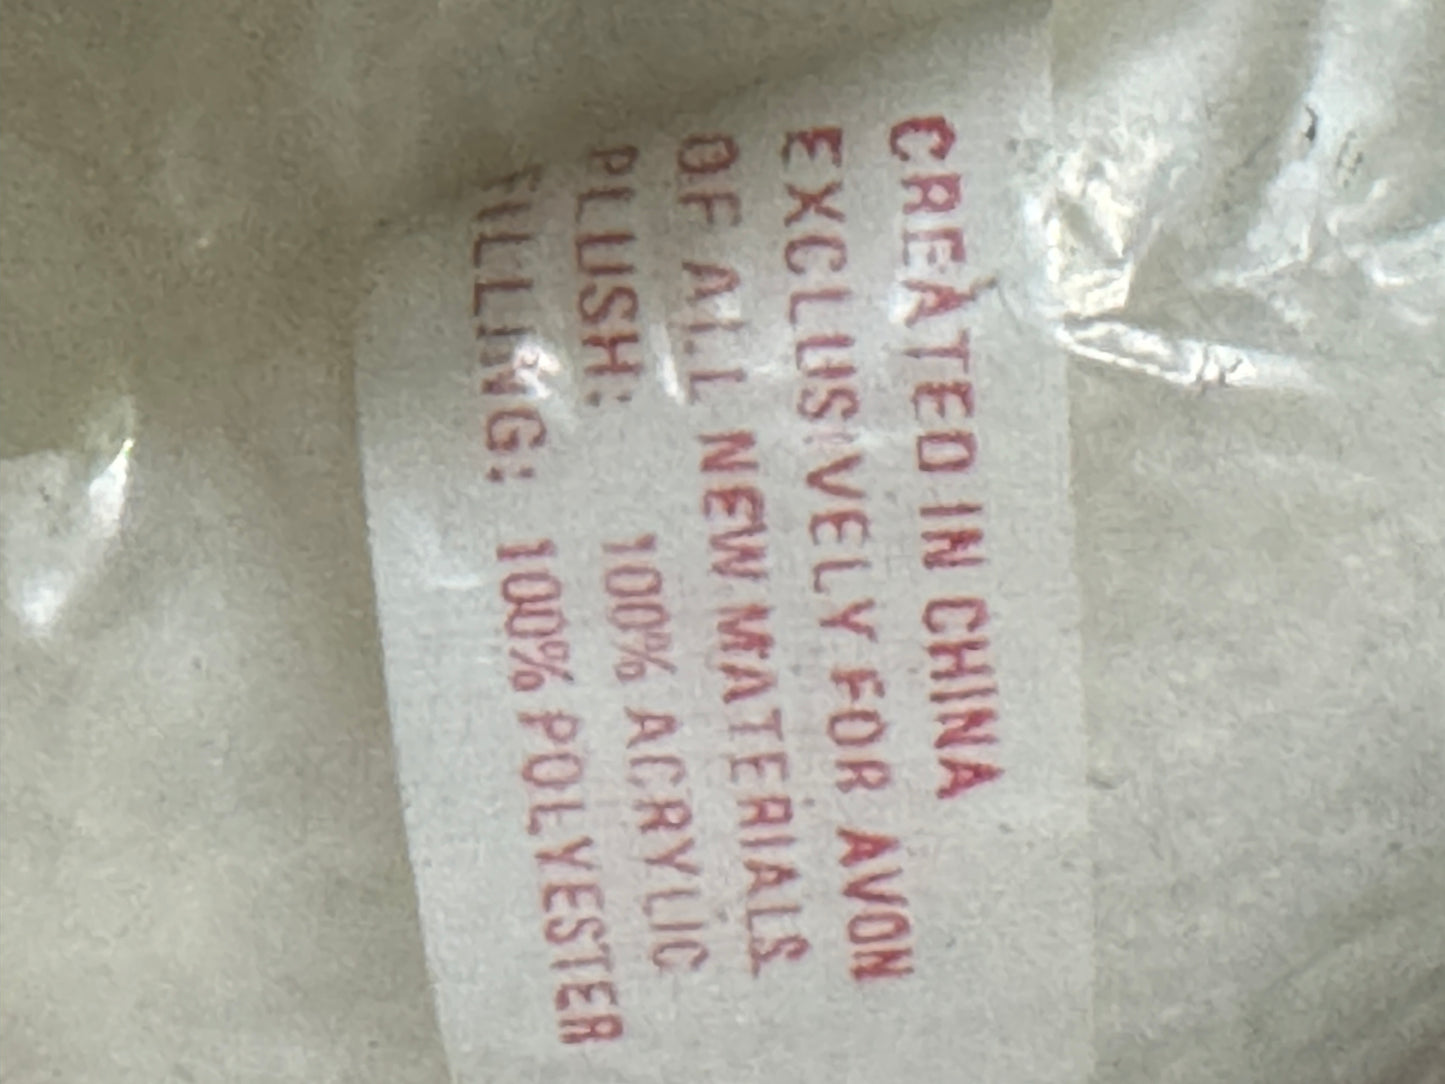 CREATED IN CHINA
EXCLUSIVELY FOR AVON
OF ALL NEW MATERIALS
PLUSH: 100% ACRYLIC
FILLING: 100% POLYESTER